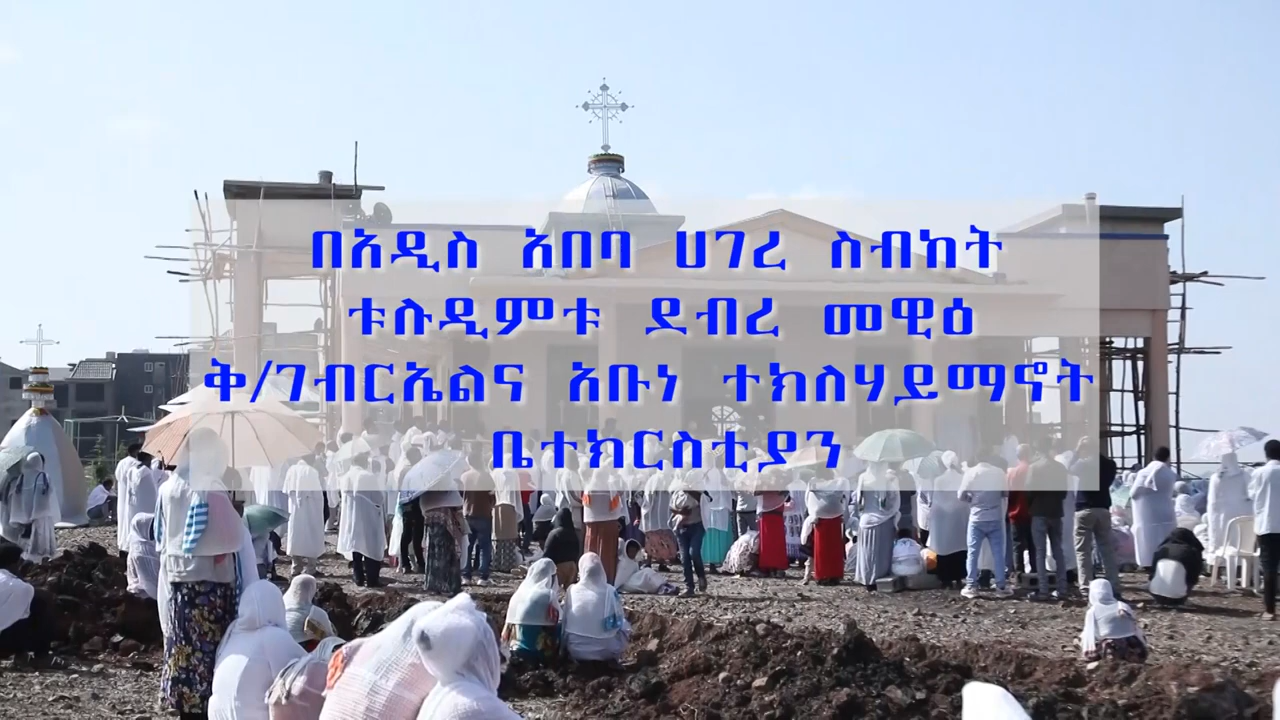 በአዲስ አበባ ሀገረ ስብከት
ቱሉዲምቱ ደብረ መዊዕ
ቅ/ገብርኤልና አቡነ ተክለሃይማኖት
ቤተክርስቲያን